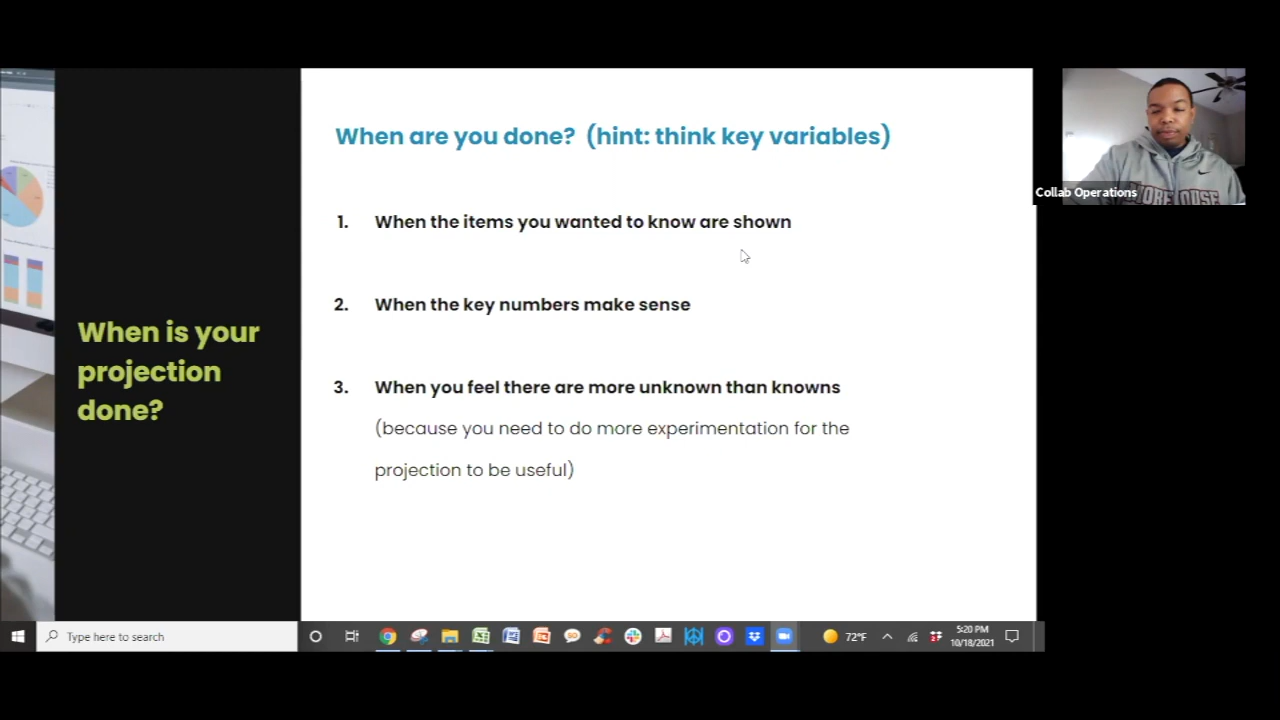 When is your
projection
done?
When are you done? (hint: think key variables)
1. When the items you wanted to know are shown
2. When the key numbers make sense
3. When you feel there are more unknown than knowns
(because you need to do more experimentation for the
projection to be useful)
Collab Operations
MOREHOUSE
Type here to search
72°F
5:20 PM
10/18/2021